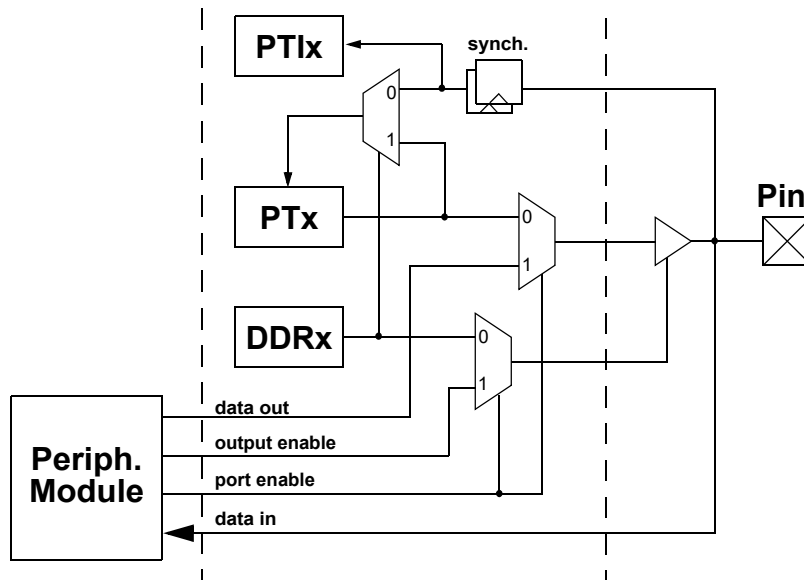 PTIx
synch.
0
1
PTx
0
1
Pin
DDRx
0
1
Periph.
Module
data out
output enable
port enable
data in